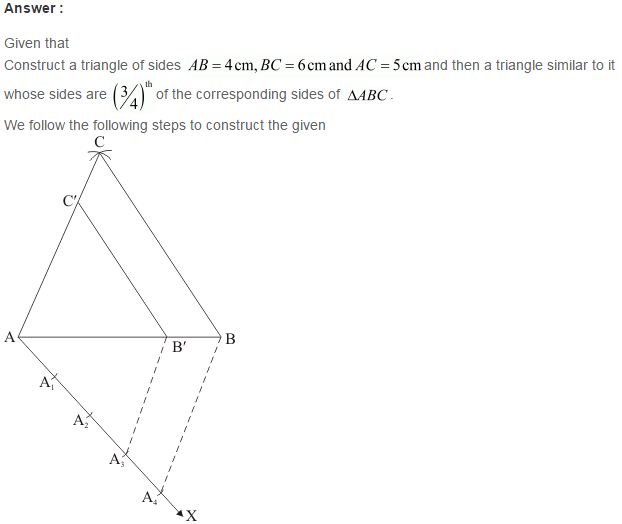 Answer :
Given that
Construct a triangle of sides AB = 4 cm, BC = 6 cm and AC = 5 cm and then a triangle similar to it
whose sides are (3/4)th of the corresponding sides of ΔABC .
We follow the following steps to construct the given
C
C'
A
B'
B
A₁
A₂
A₃
A₄
X